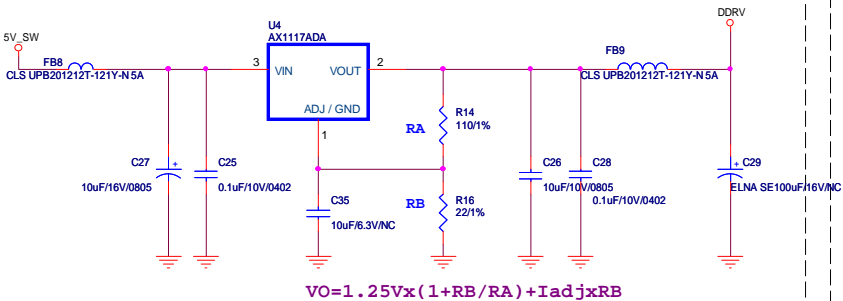 DDRV
5V_SW
U4
AX1117ADA
FB8
CLS UPB201212T-121Y-N 5A
3
VIN
VOUT
2
ADJ / GND
1
FB9
CLS UPB201212T-121Y-N 5A
RA
R14
110/1%
C27
10uF/16V/0805
C25
0.1uF/10V/0402
C35
10uF/6.3V/NC
RB
R16
22/1%
C26
10uF/10V/0805
C28
0.1uF/10V/0402
C29
ELNA SE100uF/16V/NC
VO=1.25Vx(1+RB/RA)+IadjxRB